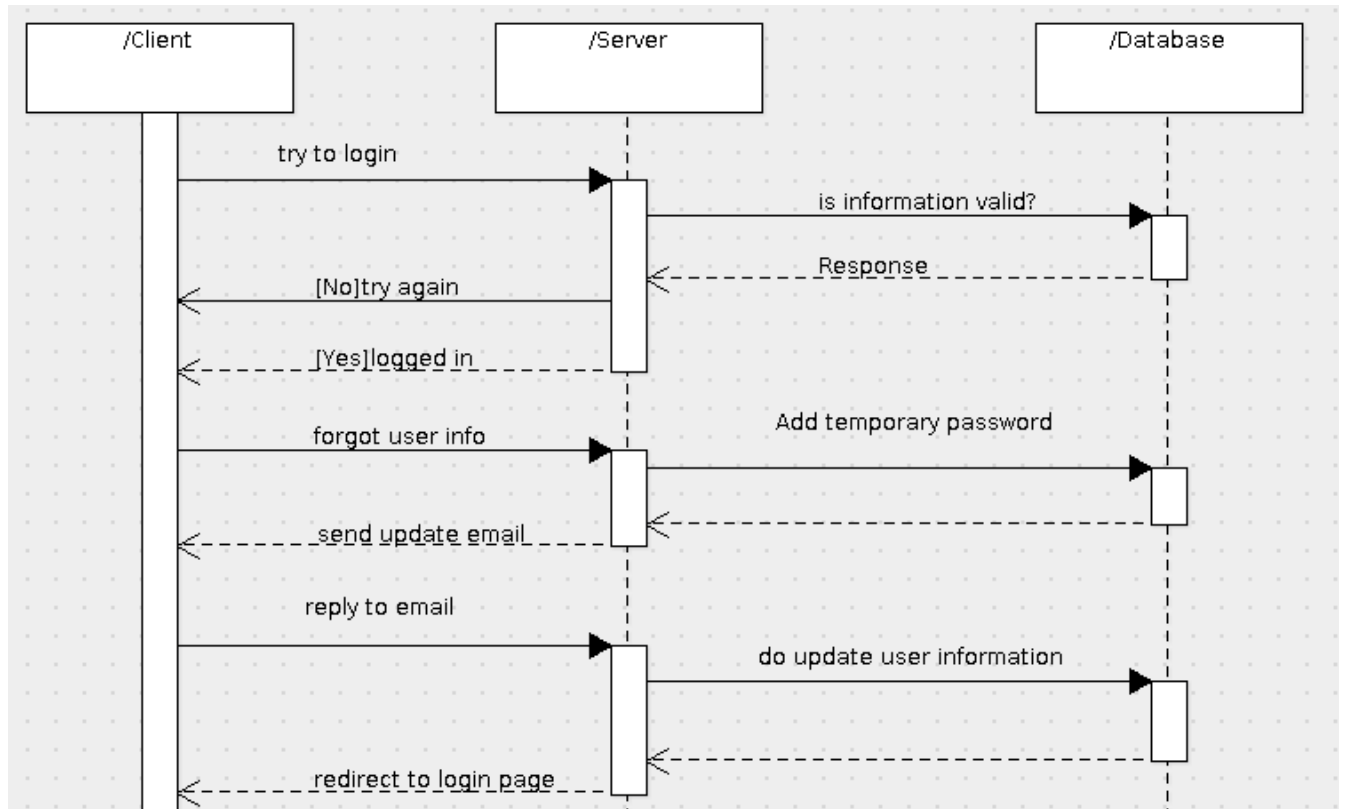 /Client
/Server
/Database
try to login
is information valid?
Response
[No]try again
[Yes]logged in
forgot user info
Add temporary password
send update email
reply to email
do update user information
redirect to login page